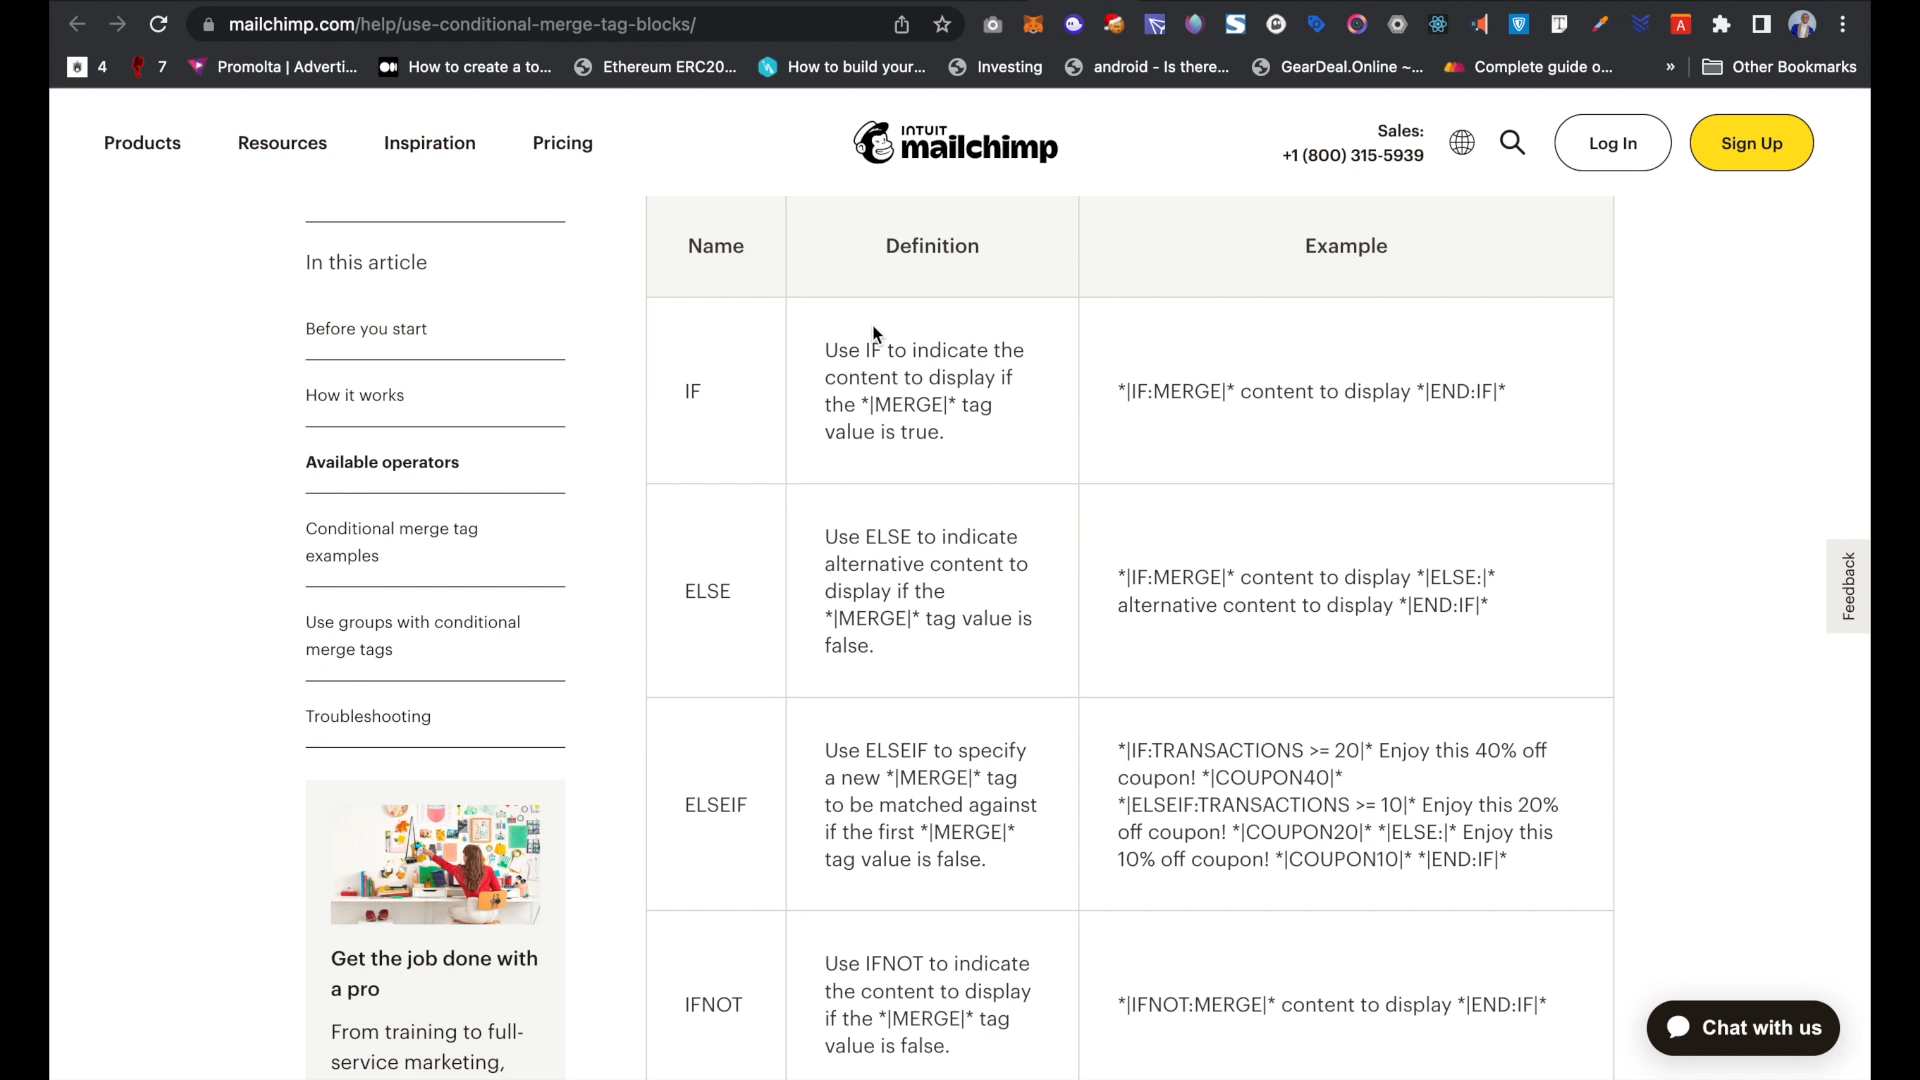 mailchimp.com/help/use-conditional-merge-tag-blocks/
4
7
Promolta | Adverti...
How to create a to...
Ethereum ERC20...
How to build your...
Investing
android - Is there...
GearDeal.Online ~...
Complete guide o...
»
Other Bookmarks
Products
Resources
Inspiration
Pricing
INTUIT
mailchimp
Sales:
+1 (800) 315-5939
Log In
Sign Up
In this article
Before you start
How it works
Available operators
Conditional merge tag
examples
Use groups with conditional
merge tags
Troubleshooting
Get the job done with
a pro
From training to full-
service marketing,
Name
Definition
Example
IF
Use IF to indicate the
content to display if
the *|MERGE|* tag
value is true.
*|IF:MERGE|* content to display *|END:IF|*
ELSE
Use ELSE to indicate
alternative content to
display if the
*|MERGE|* tag value is
false.
*|IF:MERGE|* content to display *|ELSE:|*
alternative content to display *|END:IF|*
ELSEIF
Use ELSEIF to specify
a new *|MERGE|* tag
to be matched against
if the first *|MERGE|*
tag value is false.
*|IF:TRANSACTIONS >= 20|* Enjoy this 40% off
coupon! *|COUPON40|*
*|ELSEIF:TRANSACTIONS >= 10|* Enjoy this 20%
off coupon! *|COUPON20|* *|ELSE:|* Enjoy this
10% off coupon! *|COUPON10|* *|END:IF|*
IFNOT
Use IFNOT to indicate
the content to display
if the *|MERGE|* tag
value is false.
*|IFNOT:MERGE|* content to display *|END:IF|*
Feedback
Chat with us